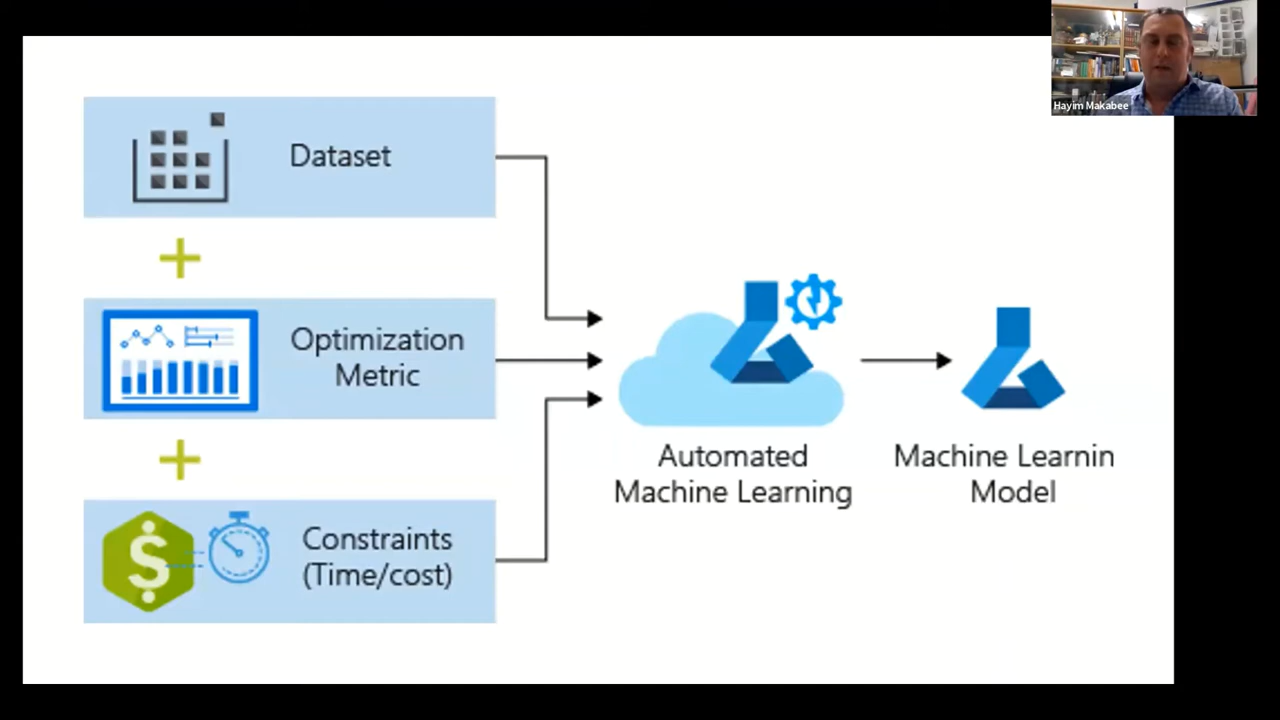 Hayim Makabee
Dataset
Optimization
Metric
Constraints
(Time/cost)
Automated
Machine Learning
Machine Learnin
Model